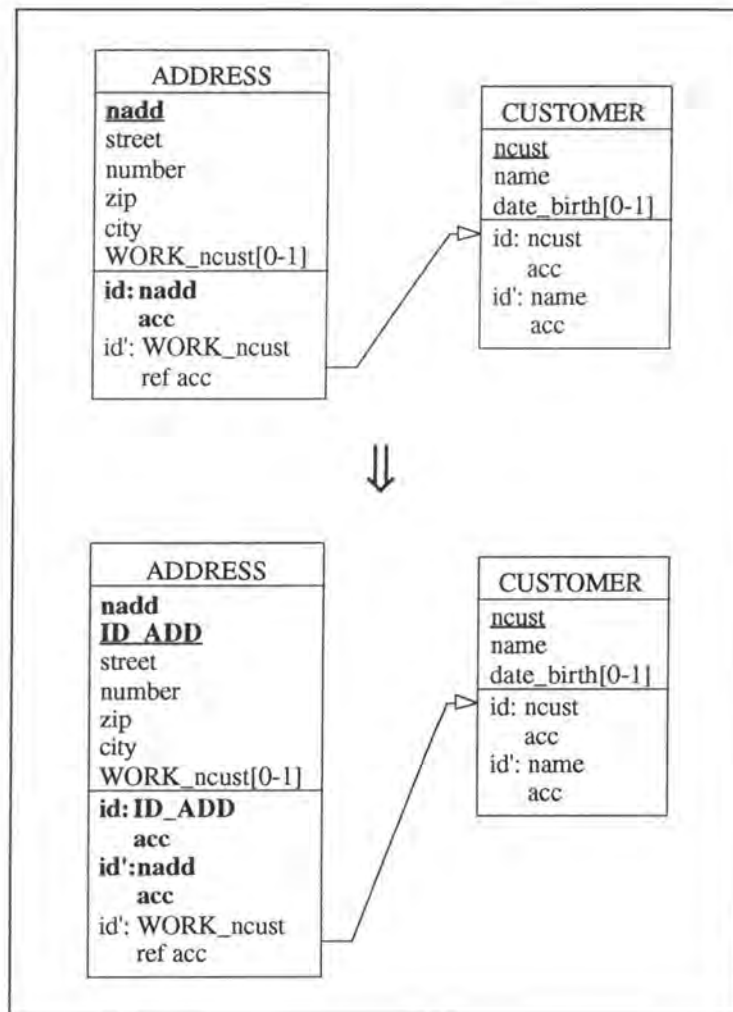 ADDRESS
nadd
street
number
zip
city
WORK_ncust[0-1]
id: nadd
acc
id': WORK_ncust
ref acc
CUSTOMER
ncust
name
date_birth[0-1]
id: ncust
acc
id': name
acc
ADDRESS
nadd
ID_ADD
street
number
zip
city
WORK_ncust[0-1]
id: ID_ADD
acc
id':nadd
acc
id': WORK_ncust
ref acc
CUSTOMER
ncust
name
date_birth[0-1]
id: ncust
acc
id': name
acc